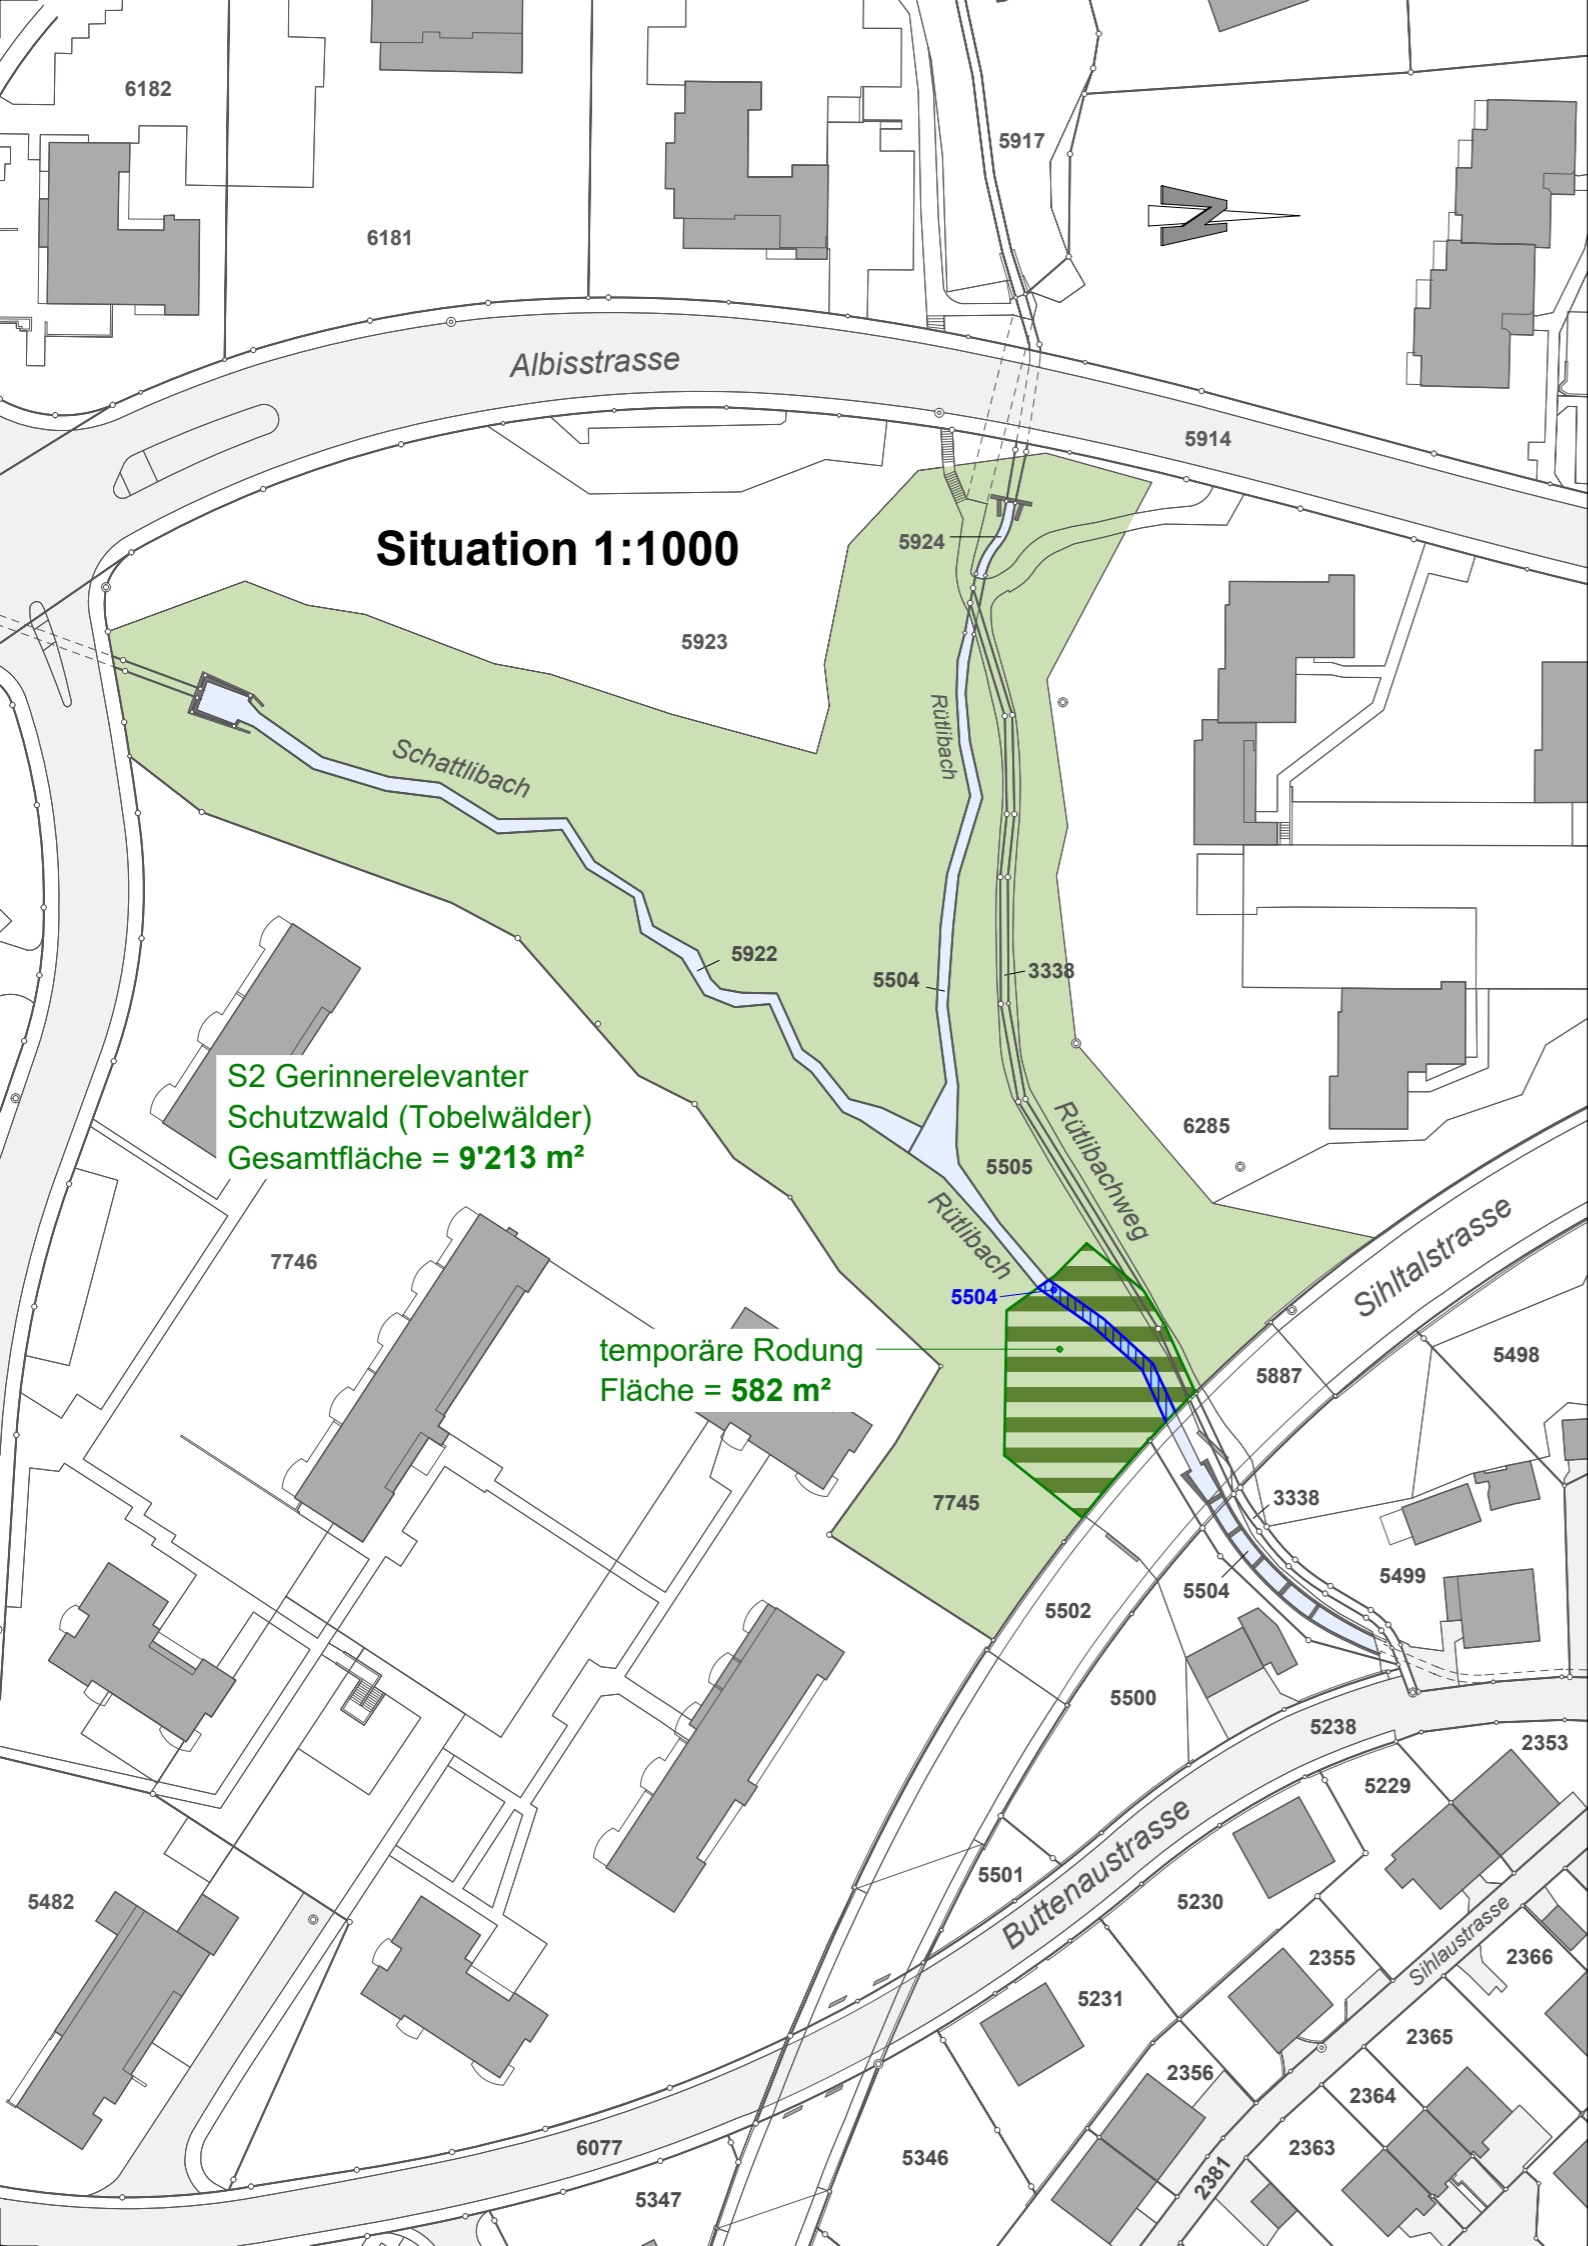 6182
5917
6181
N
Albisstrasse
5914
Situation 1:1000
5924
5923
Rütlibach
Schattlibach
5922
5504
3338
S2 Gerinnerelevanter
Schutzwald (Tobelwälder)
Gesamtfläche = 9'213 m²
Rütlibachweg
6285
5505
Rütlibach
Sihltalstrasse
7746
5504
temporäre Rodung
Fläche = 582 m²
5887
5498
7745
3338
5499
5504
5502
5500
5238
2353
5229
Buttenaustrasse
5501
5482
5230
Sihlaustrasse
2355
2366
5231
2365
2356
2364
6077
5346
2363
2381
5347